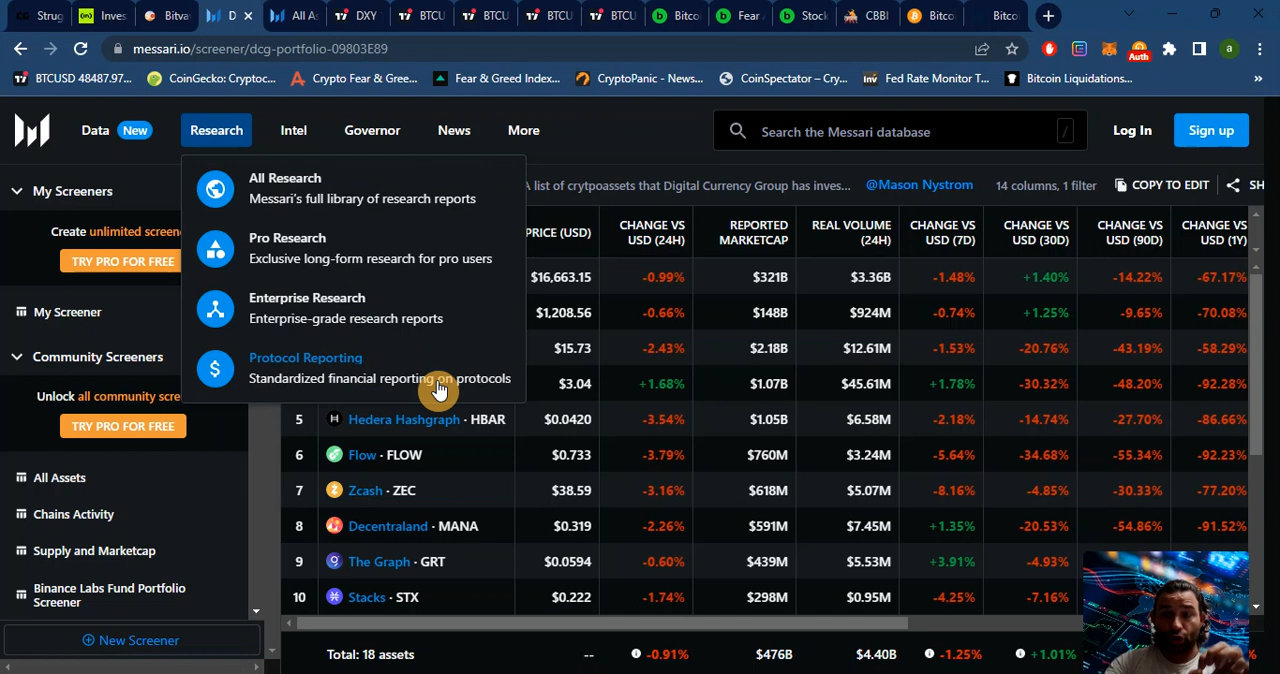 Strug
Inves
Bitva
D
All As
DXY
BTCU
BTCU
BTCU
BTCU
Bitco
Fear
Stock
CBBI
Bitco
Bitco
messari.io/screener/dcg-portfolio-09803E89
Auth
a
BTCUSD 48487.97...
CoinGecko: Cryptoc...
Crypto Fear & Gree...
Fear & Greed Index...
CryptoPanic - News...
CoinSpectator – Cry...
Inv
Fed Rate Monitor T...
Bitcoin Liquidations...
Data New
Research
Intel
Governor
News
More
Search the Messari database /
Log In
Sign up
My Screeners
Create unlimited screen
TRY PRO FOR FREE
My Screener
Community Screeners
Unlock all community scre
TRY PRO FOR FREE
All Assets
Chains Activity
Supply and Marketcap
Binance Labs Fund Portfolio
Screener
New Screener
All Research
Messari's full library of research reports
Pro Research
Exclusive long-form research for pro users
Enterprise Research
Enterprise-grade research reports
Protocol Reporting
Standardized financial reporting on protocols
A list of crytpoassets that Digital Currency Group has inves... @Mason Nystrom 14 columns, 1 filter COPY TO EDIT SH
PRICE (USD) CHANGE VS USD (24H) REPORTED MARKETCAP REAL VOLUME (24H) CHANGE VS USD (7D) CHANGE VS USD (30D) CHANGE VS USD (90D) CHANGE VS USD (1Y)
$16,663.15 -0.99% $321B $3.36B -1.48% +1.40% -14.22% -67.17%
$1,208.56 -0.66% $148B $924M -0.74% +1.25% -9.65% -70.08%
$15.73 -2.43% $2.18B $12.61M -1.53% -20.76% -43.19% -58.29%
$3.04 +1.68% $1.07B $45.61M +1.78% -30.32% -48.20% -92.28%
5 Hedera Hashgraph · HBAR $0.0420 -3.54% $1.05B $6.58M -2.18% -14.74% -27.70% -86.66%
6 Flow · FLOW $0.733 -3.79% $760M $3.24M -5.64% -34.68% -55.34% -92.23%
7 Zcash · ZEC $38.59 -3.16% $618M $5.07M -8.16% -4.85% -30.33% -77.20%
8 Decentraland · MANA $0.319 -2.26% $591M $7.45M +1.35% -20.53% -54.86% -91.52%
9 The Graph · GRT $0.0594 -0.60% $439M $5.53M +3.91% -4.93%
10 Stacks · STX $0.222 -1.74% $298M $0.95M -4.25% -7.16%
Total: 18 assets -- -0.91% $476B $4.40B -1.25% +1.01%